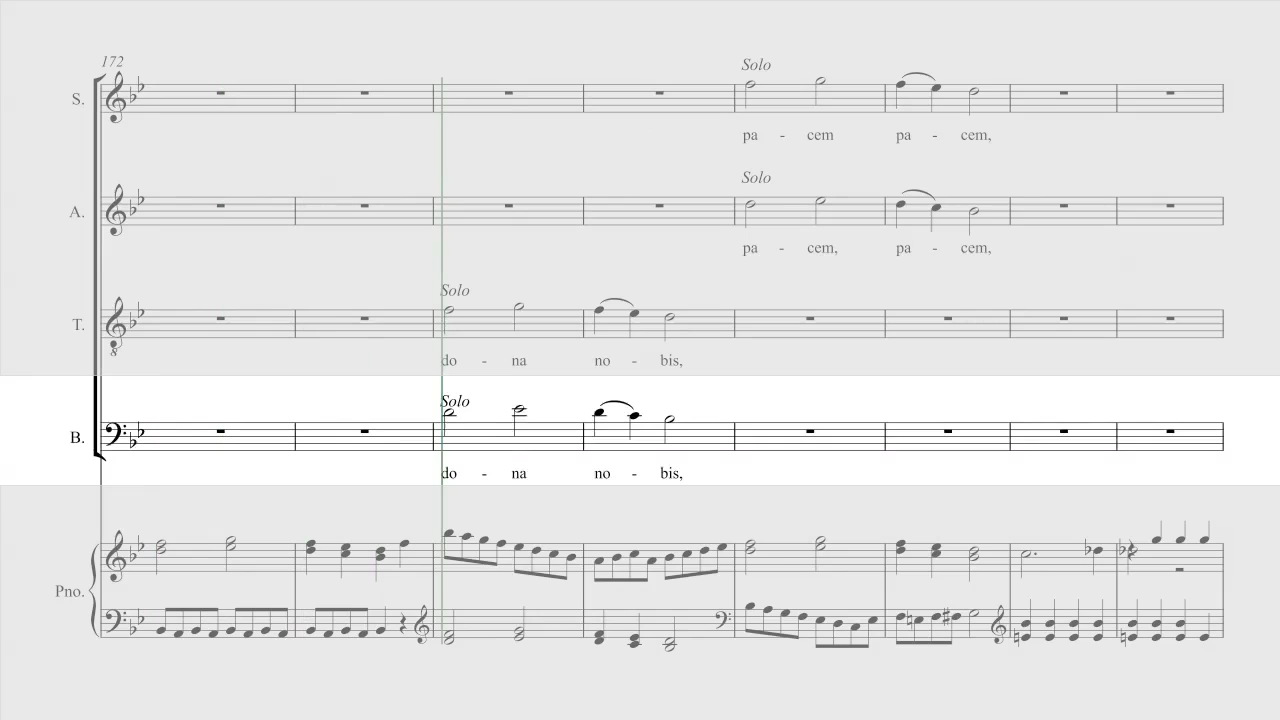 172
Solo
S.
pa - cem pa - cem,
Solo
A.
pa - cem, pa - cem,
Solo
T.
8
do - na no - bis,
Solo
B.
do - na no - bis,
Pno.